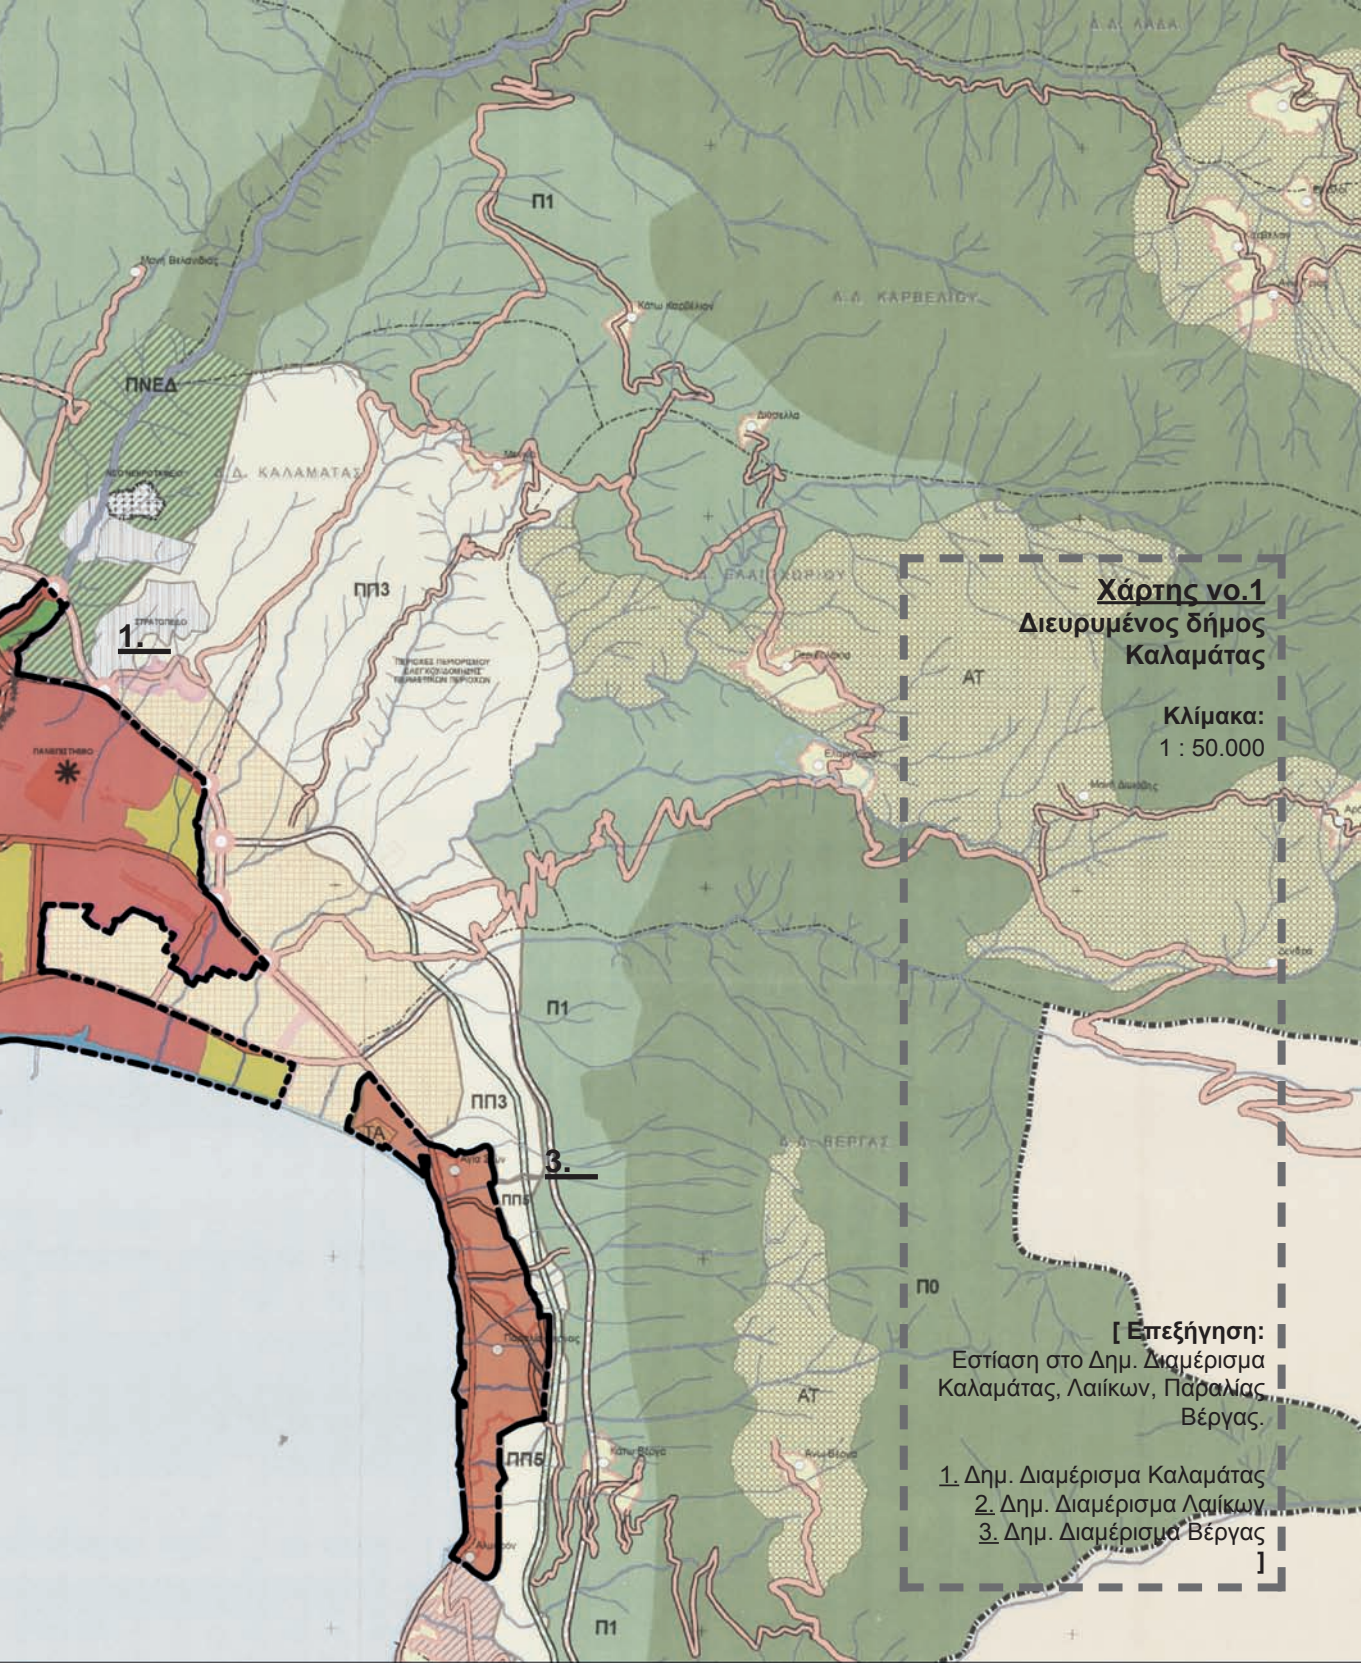 Δ.Δ. ΛΑΔΑ
Π1
Μονή Βελανιδιάς
Δ.Δ. ΚΑΡΒΕΛΙΟΥ
Κάτω Καρβέλιον
ΠΝΕΔ
Δ.Δ. ΚΑΛΑΜΑΤΑΣ
ΠΠ3
Δ.Δ. ΕΛΑΙΟΧΩΡΙΟΥ
ΣΤΡΑΤΟΠΕΔΟ
1.
ΠΑΝΕΠΙΣΤΗΜΙΟ
ΑΤ
Χάρτης νο.1
Διευρυμένος δήμος
Καλαμάτας
Κλίμακα:
1 : 50.000
Π1
ΠΠ3
ΤΑ
Δ.Δ. ΒΕΡΓΑΣ
3.
ΠΠ5
Π0
ΑΤ
ΠΠ5
Κάτω Βέργα
Άνω Βέργα
Π1
[ Επεξήγηση:
Εστίαση στο Δημ. Διαμέρισμα
Καλαμάτας, Λαιίκων, Παραλίας
Βέργας.
1. Δημ. Διαμέρισμα Καλαμάτας
2. Δημ. Διαμέρισμα Λαιίκων
3. Δημ. Διαμέρισμα Βέργας
]